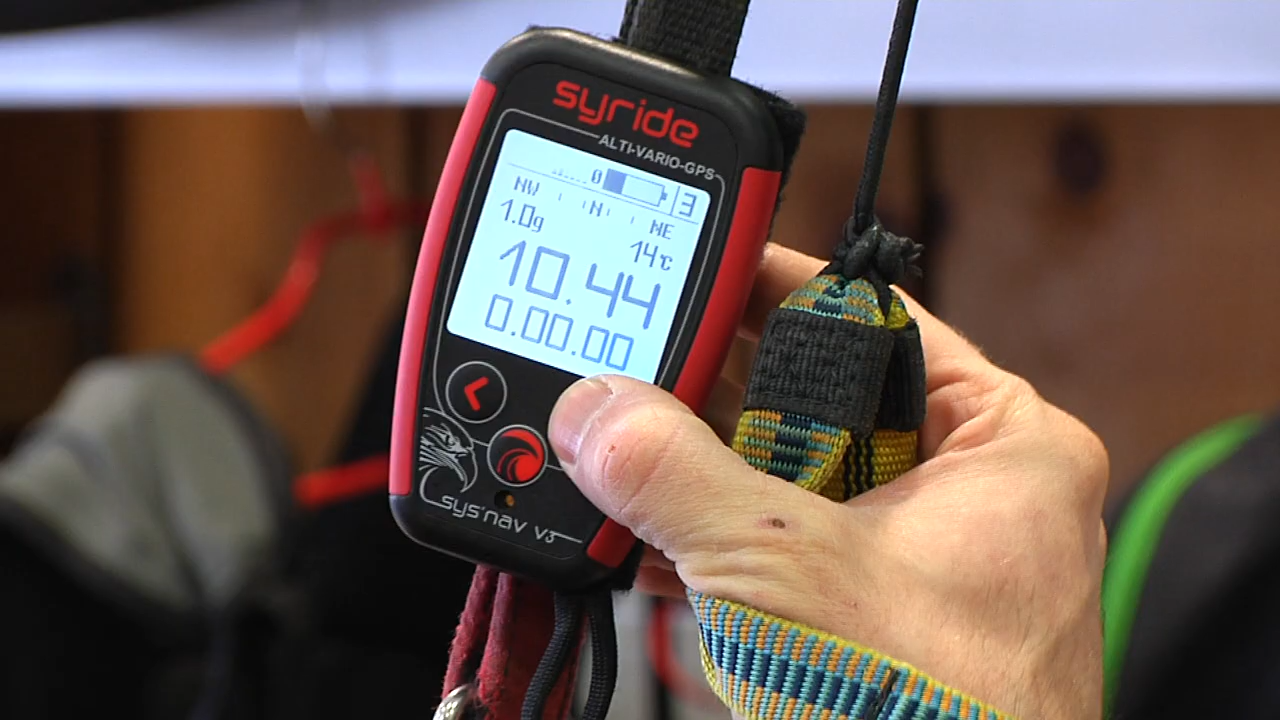 syride
ALTI-VARIO-GPS
0 3
NW N NE
1.0g 14℃
10.44
0.00.00
sys'nav V3